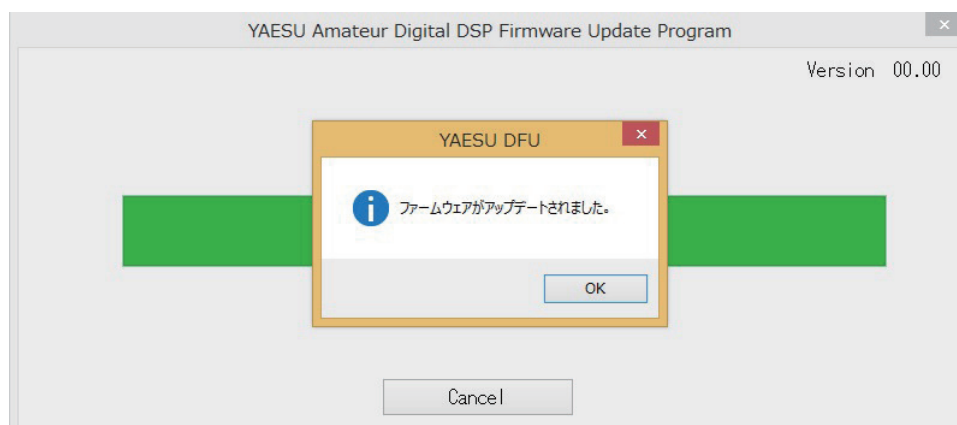 YAESU Amateur Digital DSP Firmware Update Program
Version 00.00
YAESU DFU
ファームウェアがアップデートされました。
OK
Cancel